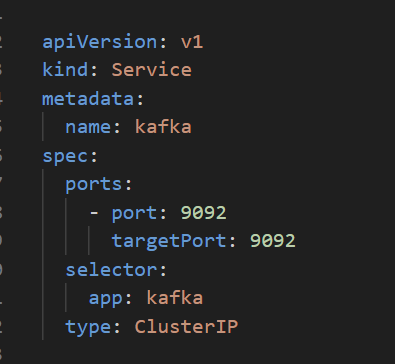 apiVersion: v1
kind: Service
metadata:
  name: kafka
spec:
  ports:
    - port: 9092
      targetPort: 9092
  selector:
    app: kafka
  type: ClusterIP